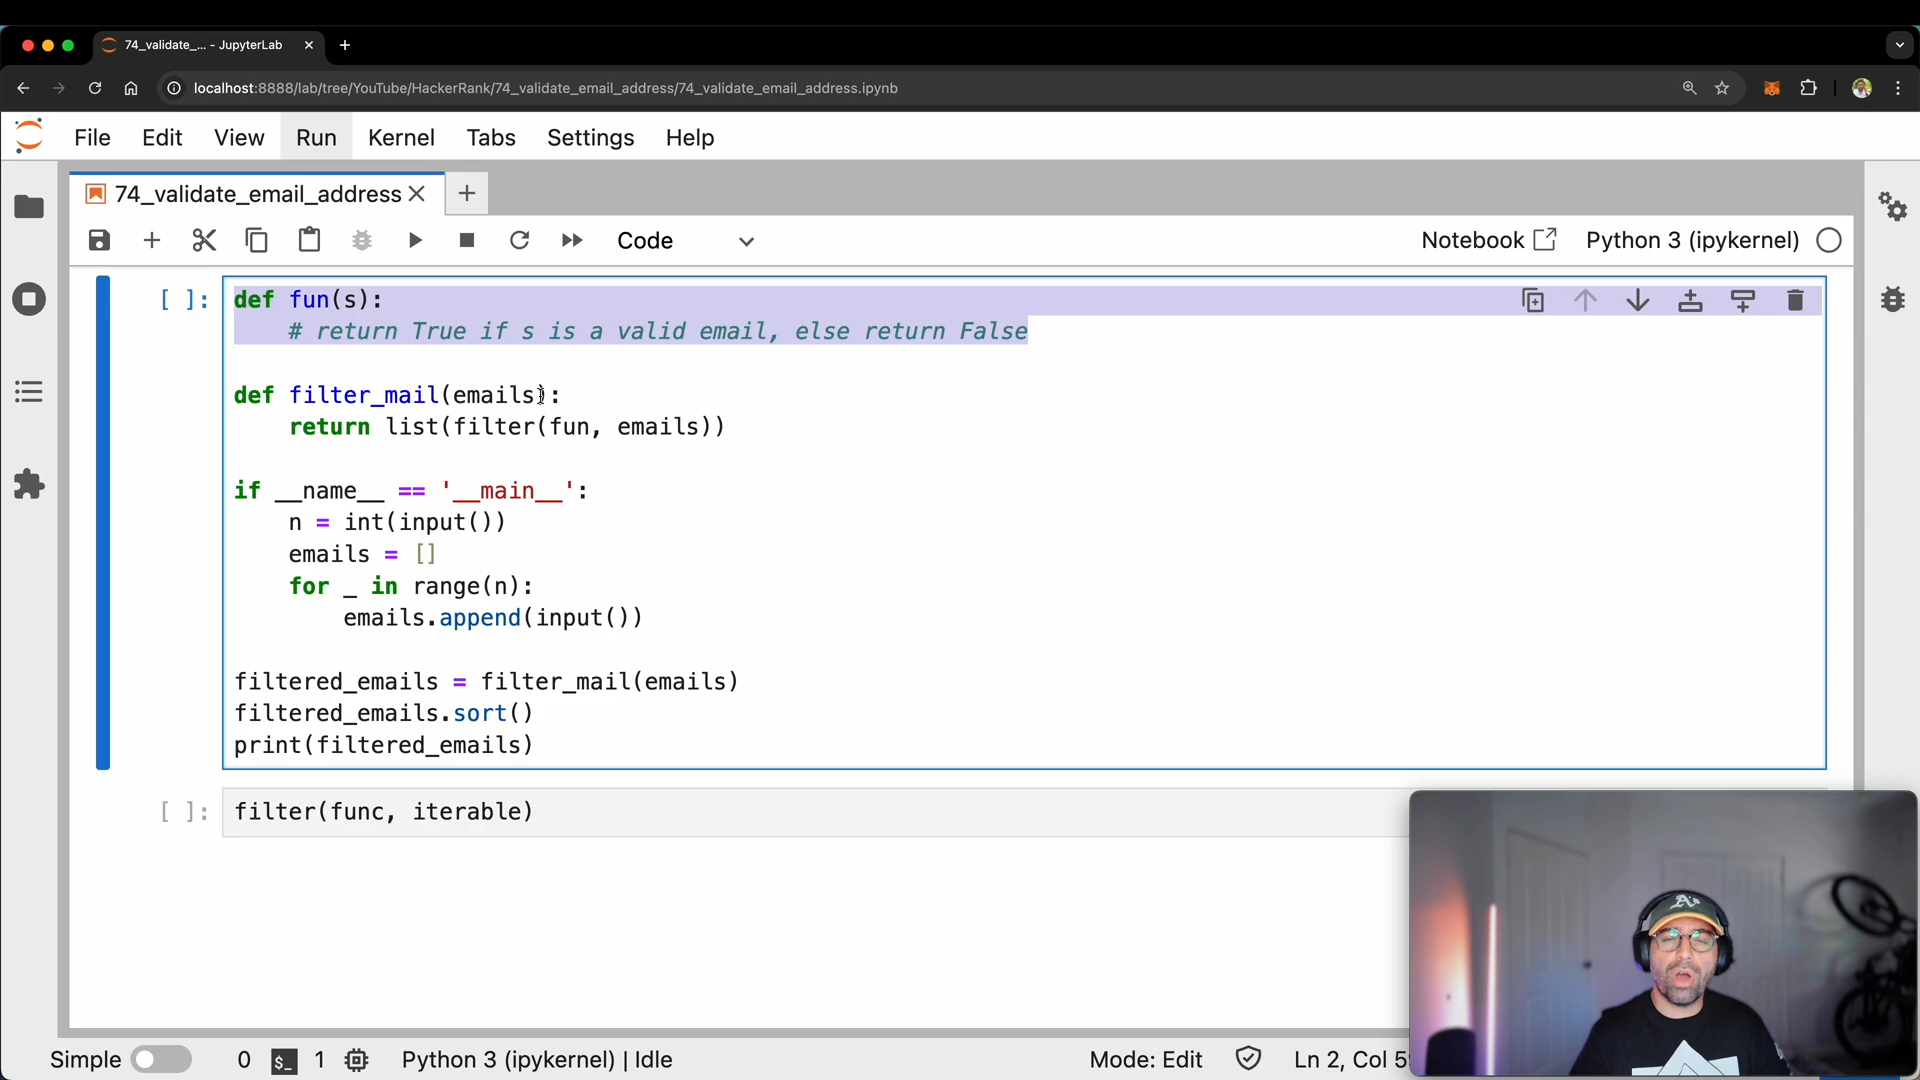 74_validate_... - JupyterLab
localhost:8888/lab/tree/YouTube/HackerRank/74_validate_email_address/74_validate_email_address.ipynb
File Edit View Run Kernel Tabs Settings Help
74_validate_email_address
Code Notebook Python 3 (ipykernel)
[ ]: def fun(s):
# return True if s is a valid email, else return False
def filter_mail(emails):
return list(filter(fun, emails))
if __name__ == '__main__':
n = int(input())
emails = []
for _ in range(n):
emails.append(input())
filtered_emails = filter_mail(emails)
filtered_emails.sort()
print(filtered_emails)
[ ]: filter(func, iterable)
A's
Simple 0 $_ 1 Python 3 (ipykernel) | Idle Mode: Edit Ln 2, Col